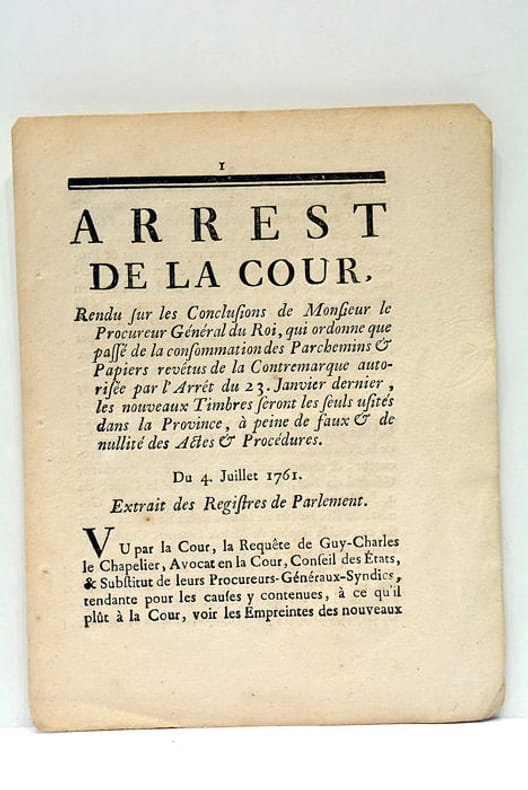 1
ARREST
DE LA COUR,
Rendu ſur les Concluſions de Monſieur le
Procureur Général du Roi, qui ordonne que
paſſé de la conſommation des Parchemins &
Papiers revétus de la Contremarque auto-
riſée par l'Arrét du 23. Janvier dernier,
les nouveaux Timbres ſeront les ſeuls uſités
dans la Province, à peine de faux & de
nullité des Actes & Procédures.
Du 4. Juillet 1761.
Extrait des Regiſtres de Parlement.
VU par la Cour, la Requête de Guy-Charles
le Chapelier, Avocat en la Cour, Conſeil des États,
& Subſtitut de leurs Procureurs-Généraux-Syndics,
tendante pour les cauſes y contenues, à ce qu'il
plût à la Cour, voir les Empreintes des nouveaux